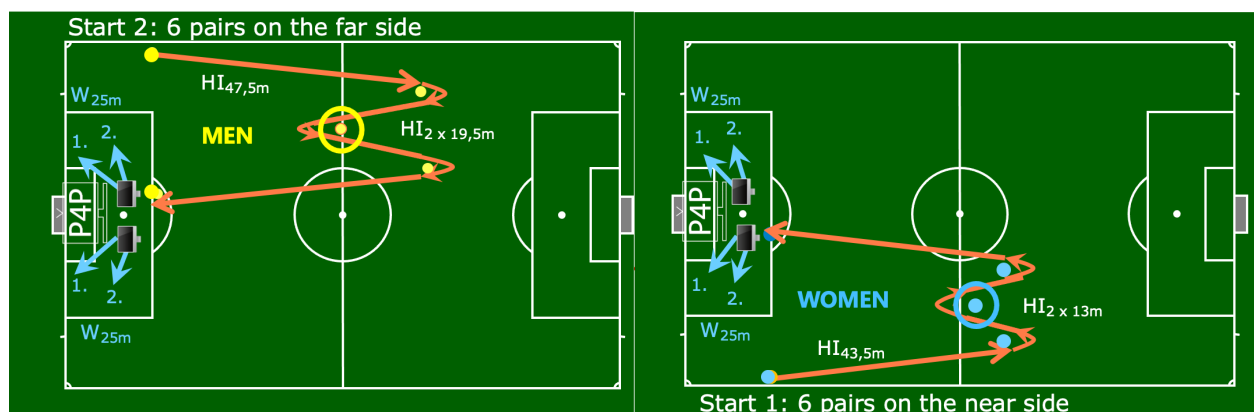 Start 2: 6 pairs on the far side
HI47,5m
W25m
MEN
HI2 x 19,5m
1.
2.
P4P
1.
2.
W25m
W25m
1.
2.
P4P
1.
2.
WOMEN
HI2 x 13m
W25m
HI43,5m
Start 1: 6 pairs on the near side